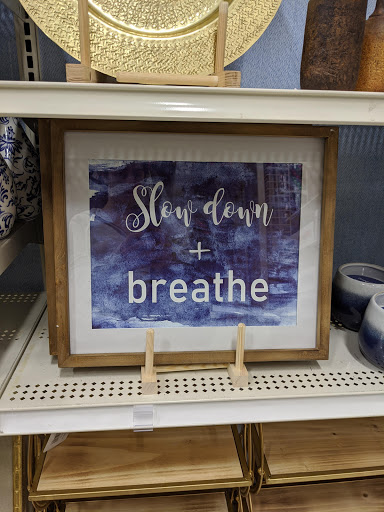 Slow down
+
breathe